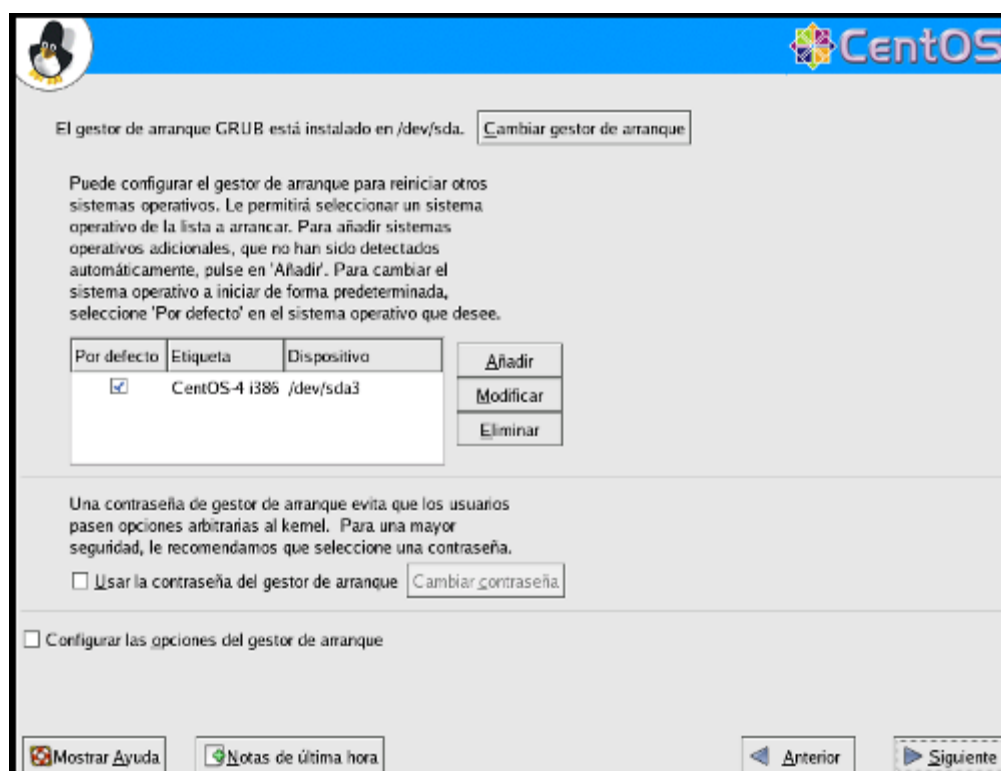 CentOS
El gestor de arranque GRUB está instalado en /dev/sda. Cambiar gestor de arranque
Puede configurar el gestor de arranque para reiniciar otros
sistemas operativos. Le permitirá seleccionar un sistema
operativo de la lista a arrancar. Para añadir sistemas
operativos adicionales, que no han sido detectados
automáticamente, pulse en 'Añadir'. Para cambiar el
sistema operativo a iniciar de forma predeterminada,
seleccione 'Por defecto' en el sistema operativo que desee.
Por defecto Etiqueta Dispositivo
CentOS-4 i386 /dev/sda3
Añadir
Modificar
Eliminar
Una contraseña de gestor de arranque evita que los usuarios
pasen opciones arbitrarias al kernel. Para una mayor
seguridad, le recomendamos que seleccione una contraseña.
Usar la contraseña del gestor de arranque Cambiar contraseña
Configurar las opciones del gestor de arranque
Mostrar Ayuda Notas de última hora Anterior Siguiente